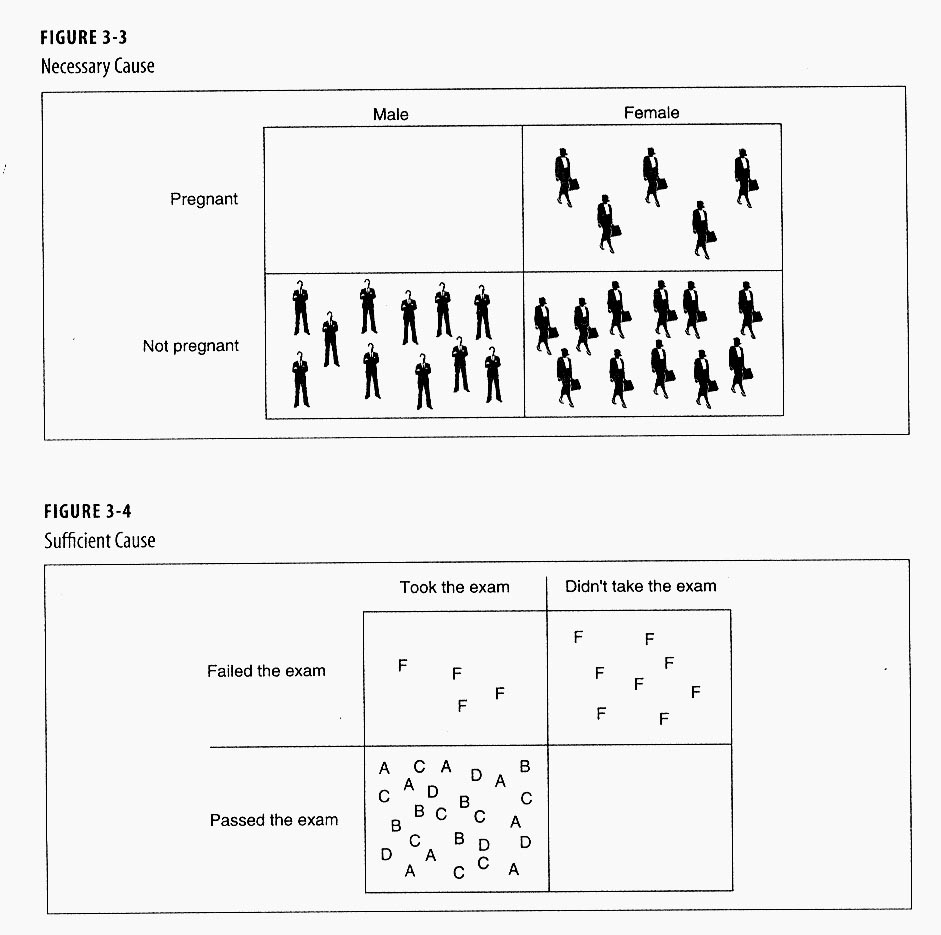 FIGURE 3-3
Necessary Cause
Male Female
Pregnant
Not pregnant
FIGURE 3-4
Sufficient Cause
Took the exam Didn't take the exam
Failed the exam
F F
F F F
F F
F F
F F F
Passed the exam
A C A D B
A A
C D B C
B C C A
B
C B D D
D A
A C C A